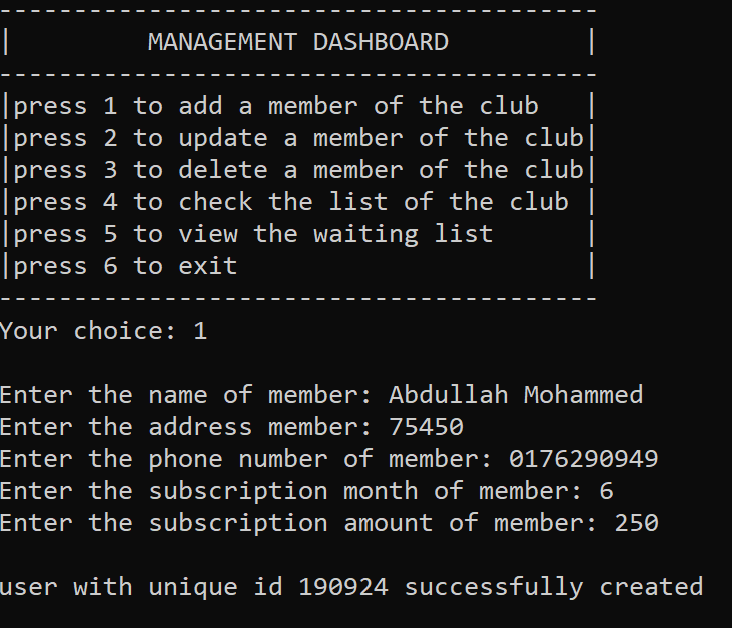 ----------------------------------------
|         MANAGEMENT DASHBOARD         |
----------------------------------------
|press 1 to add a member of the club   |
|press 2 to update a member of the club|
|press 3 to delete a member of the club|
|press 4 to check the list of the club |
|press 5 to view the waiting list      |
|press 6 to exit                       |
----------------------------------------
Your choice: 1
Enter the name of member: Abdullah Mohammed
Enter the address member: 75450
Enter the phone number of member: 0176290949
Enter the subscription month of member: 6
Enter the subscription amount of member: 250
user with unique id 190924 successfully created